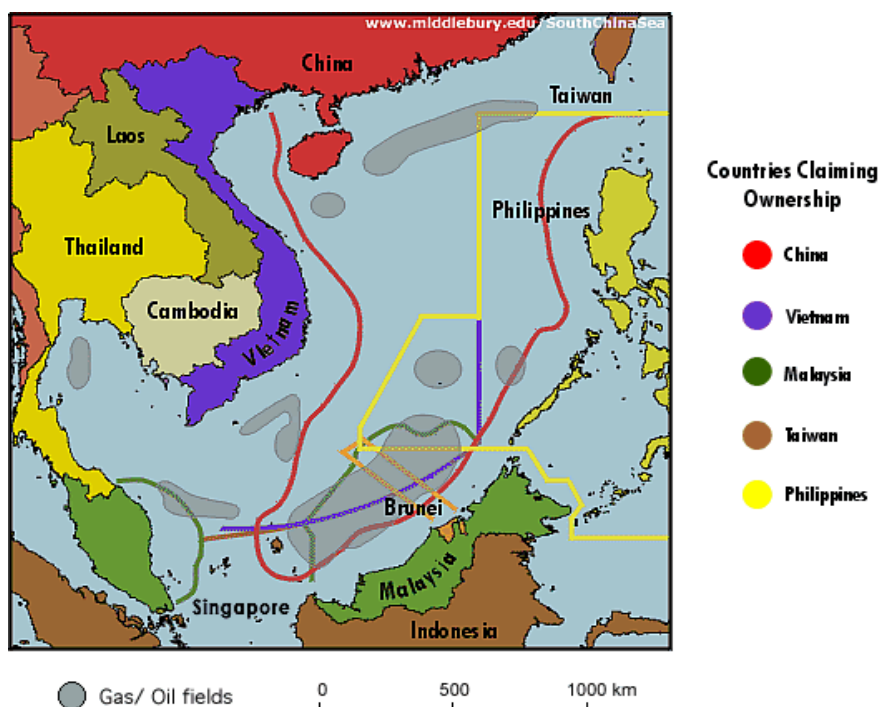 www.middlebury.edu/SouthChinaSea
China
Taiwan
Laos
Philippines
Thailand
Cambodia
Vietnam
Brunei
Malaysia
Singapore
Indonesia
Countries Claiming
Ownership
China
Vietnam
Malaysia
Taiwan
Philippines
Gas/ Oil fields
0 500 1000 km